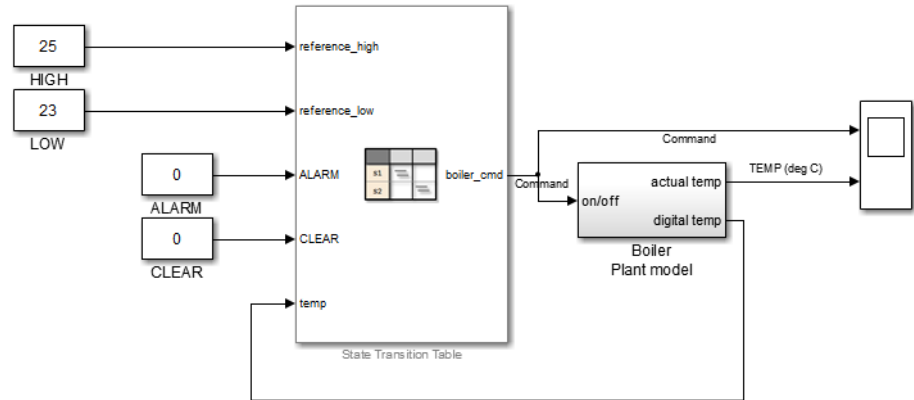 25
HIGH
23
LOW
0
ALARM
0
CLEAR
reference_high
reference_low
ALARM
CLEAR
temp
s1
s2
boiler_cmd
State Transition Table
Command
Command
on/off
actual temp
digital temp
Boiler
Plant model
TEMP (deg C)